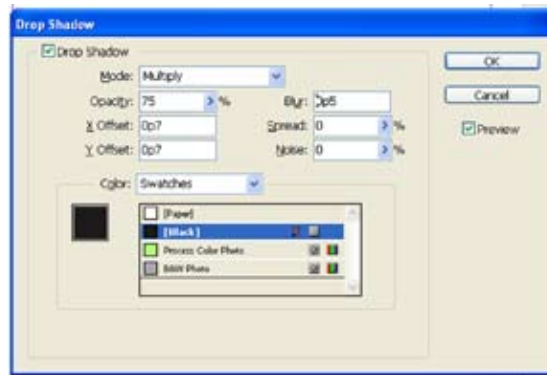 Drop Shadow
Drop Shadow
OK
Mode: Multiply
Cancel
Opacity: 75 % Blur: 0p5
Preview
X Offset: 0p7 Spread: 0 %
Y Offset: 0p7 Noise: 0 %
Color: Swatches
[Paper]
[Black]
Process Color Photo
B&W Photo